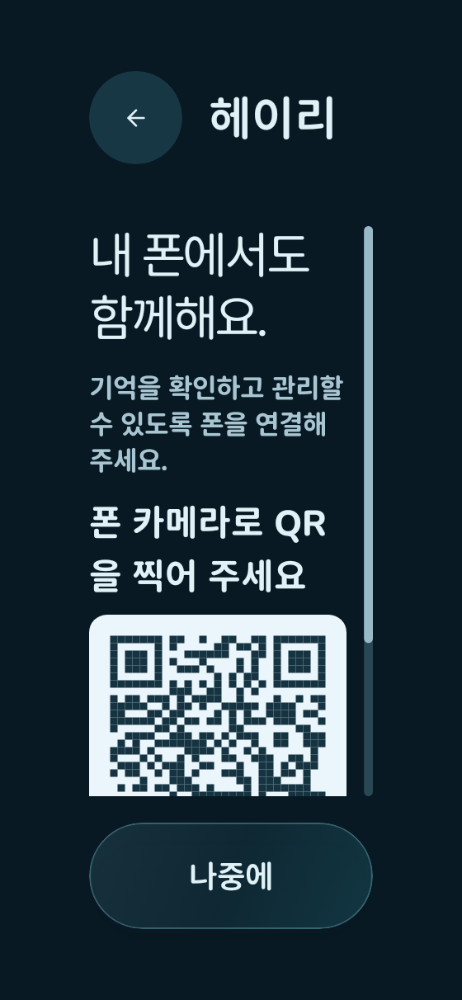 헤이리
내 폰에서도
함께해요.
기억을 확인하고 관리할
수 있도록 폰을 연결해
주세요.
폰 카메라로 QR
을 찍어 주세요
나중에